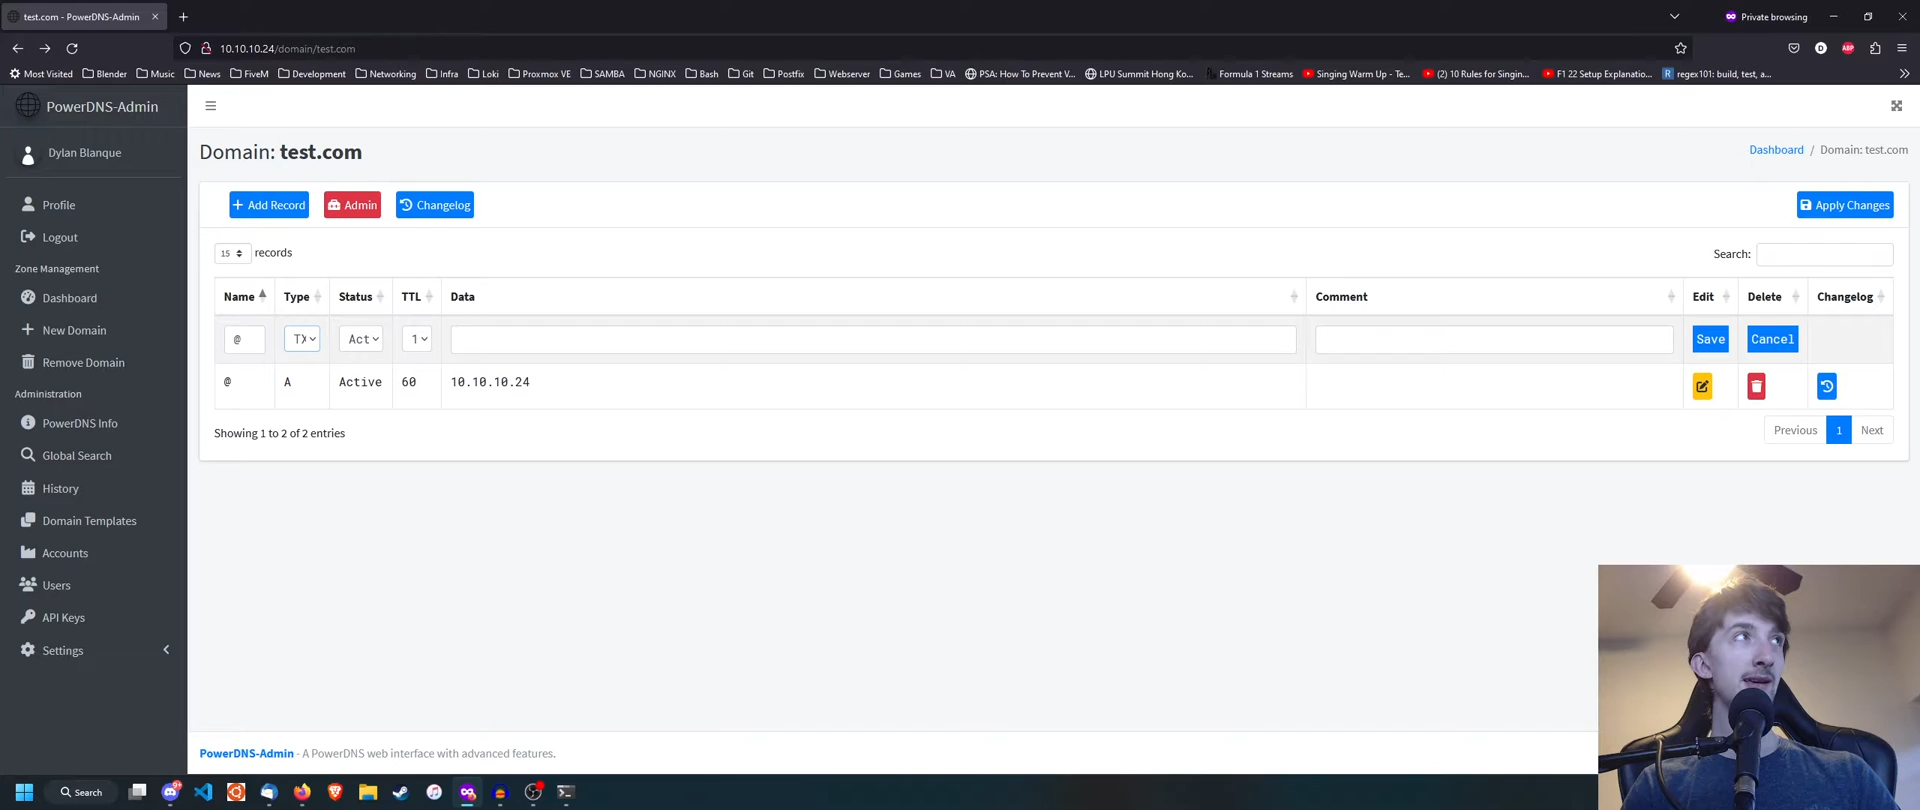 test.com - PowerDNS-Admin
Private browsing
10.10.10.24/domain/test.com
Most Visited Blender Music News FiveM Development Networking Infra Loki Proxmox VE SAMBA NGINX Bash Git Postfix Webserver Games VA PSA: How To Prevent V... LPU Summit Hong Ko... Formula 1 Streams Singing Warm Up - Te... (2) 10 Rules for Singin... F1 22 Setup Explanatio... regex101: build, test, a...
PowerDNS-Admin
Dylan Blanque
Profile
Logout
Zone Management
Dashboard
New Domain
Remove Domain
Administration
PowerDNS Info
Global Search
History
Domain Templates
Accounts
Users
API Keys
Settings
Domain: test.com
Dashboard / Domain: test.com
Add Record Admin Changelog Apply Changes
15 records Search:
Name Type Status TTL Data Comment Edit Delete Changelog
@ TX Act 1 Save Cancel
@ A Active 60 10.10.10.24
Showing 1 to 2 of 2 entries
Previous 1 Next
PowerDNS-Admin - A PowerDNS web interface with advanced features.
Search